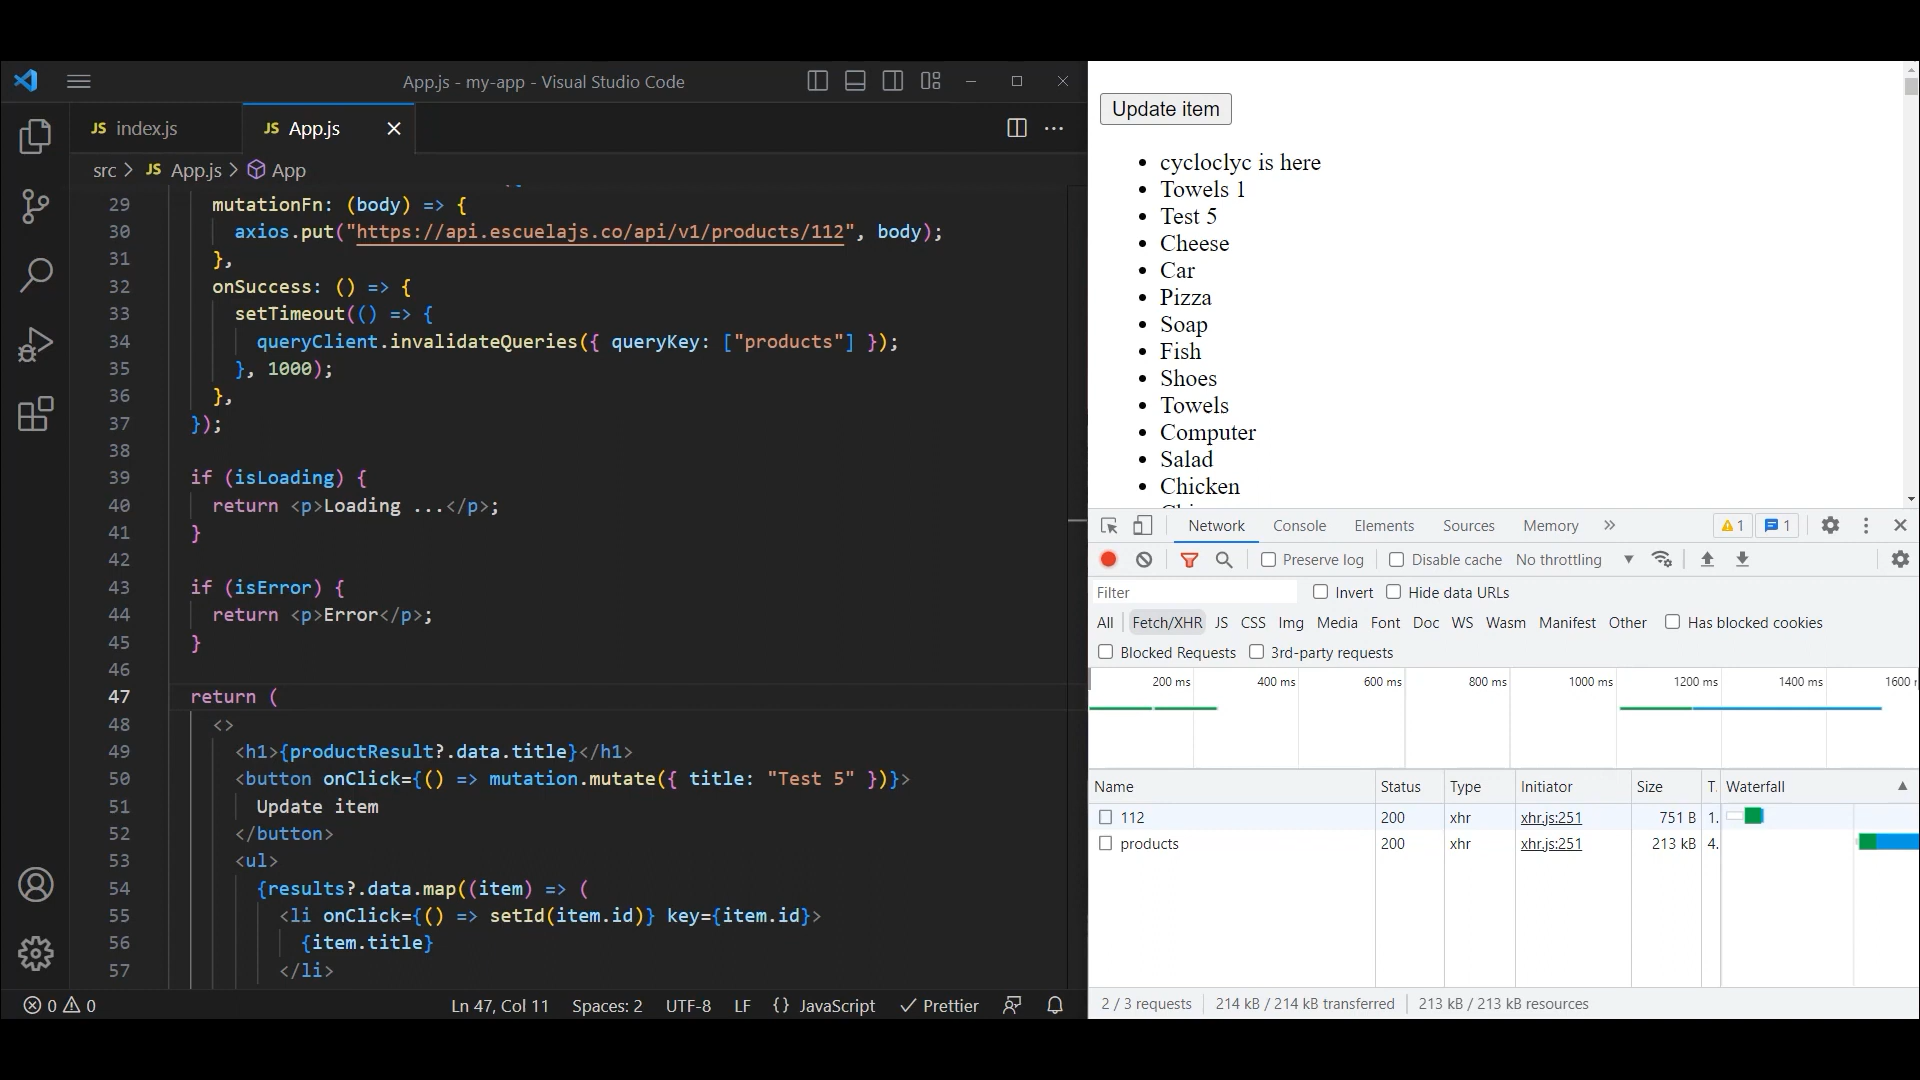 App.js - my-app - Visual Studio Code
JS index.js
JS App.js
src > JS App.js > App
29 mutationFn: (body) => {
30 axios.put("https://api.escuelajs.co/api/v1/products/112", body);
31 },
32 onSuccess: () => {
33 setTimeout(() => {
34 queryClient.invalidateQueries({ queryKey: ["products"] });
35 }, 1000);
36 },
37 });
38
39 if (isLoading) {
40 return <p>Loading ...</p>;
41 }
42
43 if (isError) {
44 return <p>Error</p>;
45 }
46
47 return (
48 <>
49 <h1>{productResult?.data.title}</h1>
50 <button onClick={() => mutation.mutate({ title: "Test 5" })}>
51 Update item
52 </button>
53 <ul>
54 {results?.data.map((item) => (
55 <li onClick={() => setId(item.id)} key={item.id}>
56 {item.title}
57 </li>
0 0
Ln 47, Col 11 Spaces: 2 UTF-8 LF {} JavaScript Prettier
Update item
• cycloclyc is here
• Towels 1
• Test 5
• Cheese
• Car
• Pizza
• Soap
• Fish
• Shoes
• Towels
• Computer
• Salad
• Chicken
Network Console Elements Sources Memory » 1 1
Preserve log Disable cache No throttling
Filter Invert Hide data URLs
All Fetch/XHR JS CSS Img Media Font Doc WS Wasm Manifest Other Has blocked cookies
Blocked Requests 3rd-party requests
200 ms 400 ms 600 ms 800 ms 1000 ms 1200 ms 1400 ms 1600
Name Status Type Initiator Size T. Waterfall
112 200 xhr xhr.js:251 751 B 1.
products 200 xhr xhr.js:251 213 kB 4.
2 / 3 requests 214 kB / 214 kB transferred 213 kB / 213 kB resources